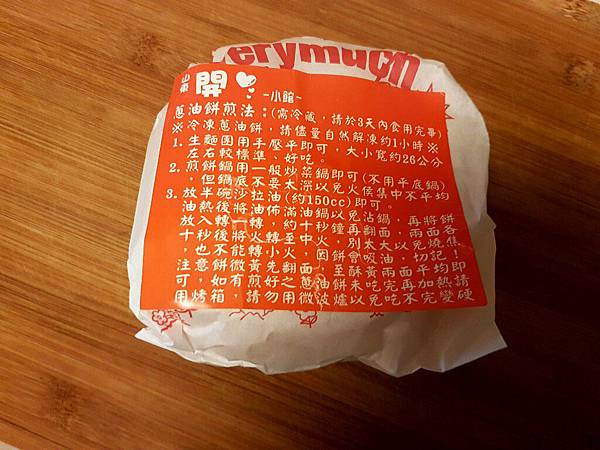 verymuch
山東 開 -小館-
蔥油餅煎法：(需冷藏，請於3天內食用完畢)
※冷凍蔥油餅，請儘量自然解凍約1小時※
1. 生麵團用手壓平即可，大小寬約26公分
左右較標準、好吃。
2. 煎餅鍋用一般炒菜鍋即可(不用平底鍋)
，但鍋底不要太深以免火侯集中不平均
3. 放半碗沙拉油(約150cc)即可。
油熱後將油佈滿油鍋以免沾鍋，再將餅
放入轉一轉，約十秒鐘再翻面，兩面各
十秒後將火轉至中火，別太大以免燒焦
，也不能轉小火，因餅會吸油，切記！
注意餅微黃先翻面，至酥黃兩面平均即
可，如有煎好之蔥油餅未吃完再加熱請
用烤箱，請勿用微波爐以免吃不完變硬